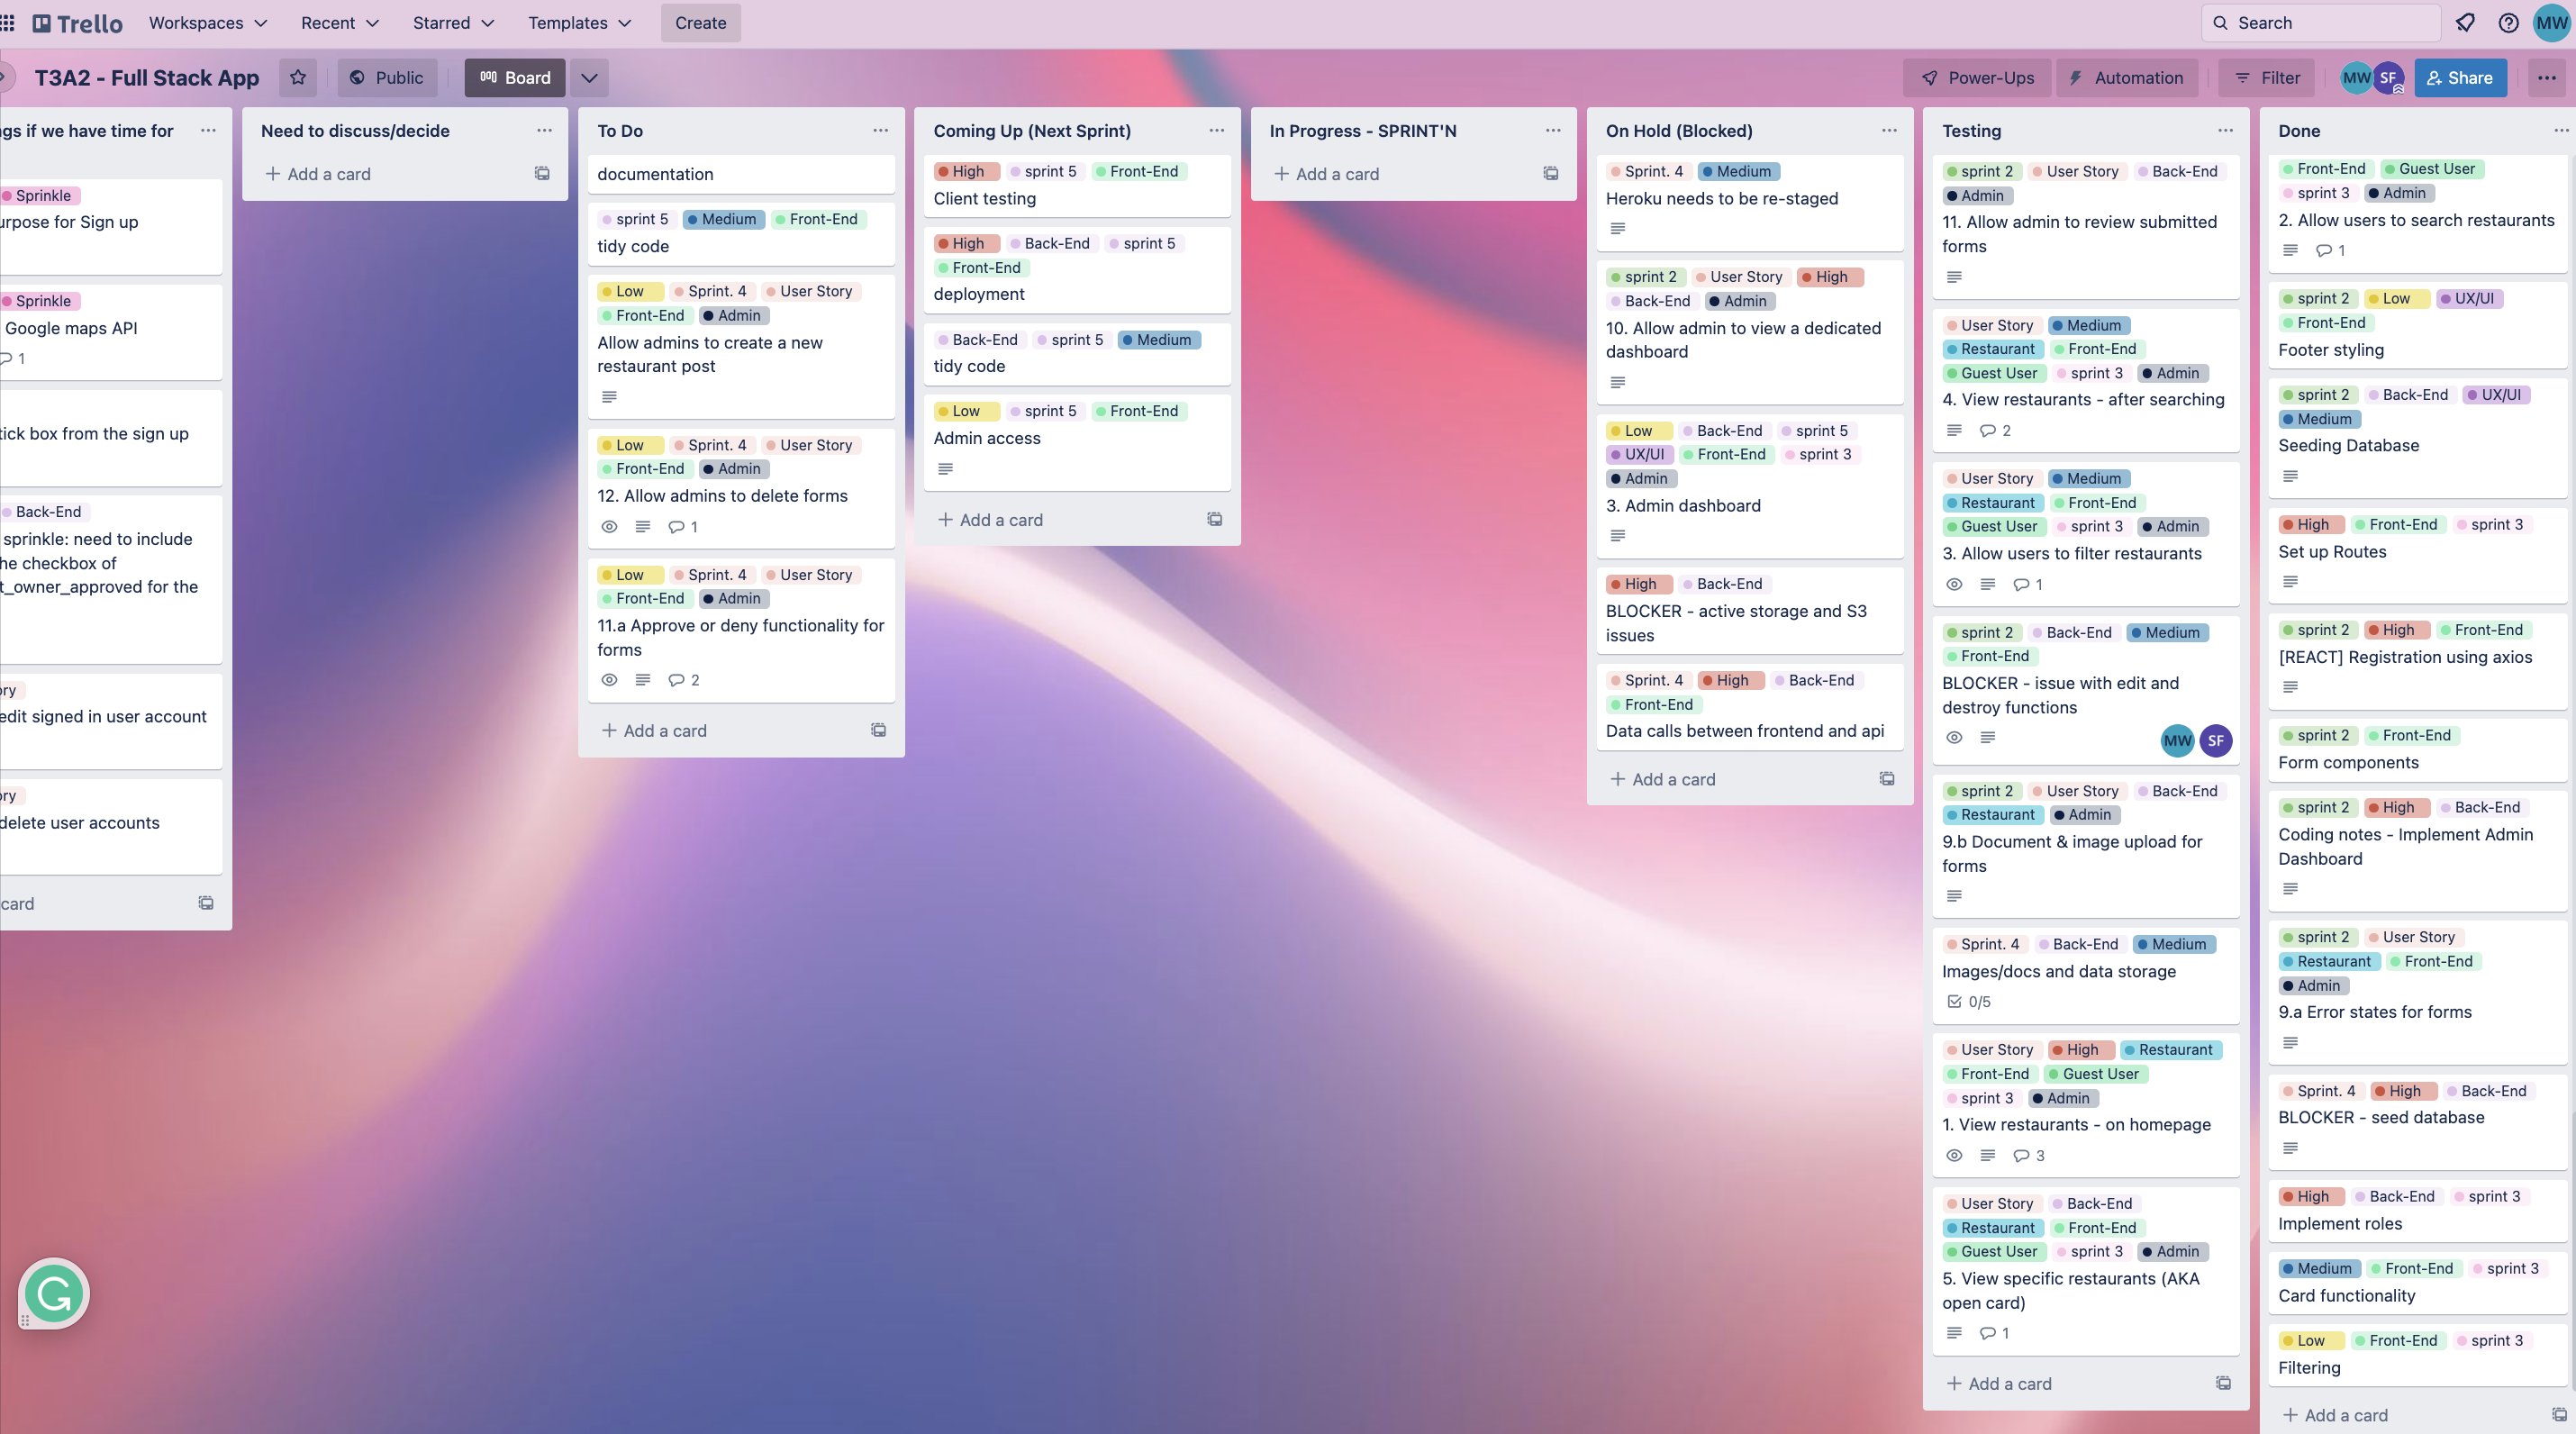 Trello
Workspaces
Recent
Starred
Templates
Create
Search
MW
T3A2 - Full Stack App
Public
Board
Power-Ups
Automation
Filter
MW
SF
Share
gs if we have time for
Sprinkle
urpose for Sign up
Sprinkle
Google maps API
1
tick box from the sign up
Back-End
sprinkle: need to include
he checkbox of
t_owner_approved for the
ory
edit signed in user account
ory
delete user accounts
card
Need to discuss/decide
Add a card
To Do
documentation
sprint 5 Medium Front-End
tidy code
Low Sprint. 4 User Story
Front-End Admin
Allow admins to create a new
restaurant post
Low Sprint. 4 User Story
Front-End Admin
12. Allow admins to delete forms
1
Low Sprint. 4 User Story
Front-End Admin
11.a Approve or deny functionality for
forms
2
Add a card
Coming Up (Next Sprint)
High sprint 5 Front-End
Client testing
High Back-End sprint 5
Front-End
deployment
Back-End sprint 5 Medium
tidy code
Low sprint 5 Front-End
Admin access
Add a card
In Progress - SPRINT'N
Add a card
On Hold (Blocked)
Sprint. 4 Medium
Heroku needs to be re-staged
sprint 2 User Story High
Back-End Admin
10. Allow admin to view a dedicated
dashboard
Low Back-End sprint 5
UX/UI Front-End sprint 3
Admin
3. Admin dashboard
High Back-End
BLOCKER - active storage and S3
issues
Sprint. 4 High Back-End
Front-End
Data calls between frontend and api
Add a card
Testing
sprint 2 User Story Back-End
Admin
11. Allow admin to review submitted
forms
User Story Medium
Restaurant Front-End
Guest User sprint 3 Admin
4. View restaurants - after searching
2
User Story Medium
Restaurant Front-End
Guest User sprint 3 Admin
3. Allow users to filter restaurants
1
sprint 2 Back-End Medium
Front-End
BLOCKER - issue with edit and
destroy functions
MW SF
sprint 2 User Story Back-End
Restaurant Admin
9.b Document & image upload for
forms
Sprint. 4 Back-End Medium
Images/docs and data storage
0/5
User Story High Restaurant
Front-End Guest User
sprint 3 Admin
1. View restaurants - on homepage
3
User Story Back-End
Restaurant Front-End
Guest User sprint 3 Admin
5. View specific restaurants (AKA
open card)
1
Add a card
Done
Front-End Guest User
sprint 3 Admin
2. Allow users to search restaurants
1
sprint 2 Low UX/UI
Front-End
Footer styling
sprint 2 Back-End UX/UI
Medium
Seeding Database
High Front-End sprint 3
Set up Routes
sprint 2 High Front-End
[REACT] Registration using axios
sprint 2 Front-End
Form components
sprint 2 High Back-End
Coding notes - Implement Admin
Dashboard
sprint 2 User Story
Restaurant Front-End
Admin
9.a Error states for forms
Sprint. 4 High Back-End
BLOCKER - seed database
High Back-End sprint 3
Implement roles
Medium Front-End sprint 3
Card functionality
Low Front-End sprint 3
Filtering
Add a card